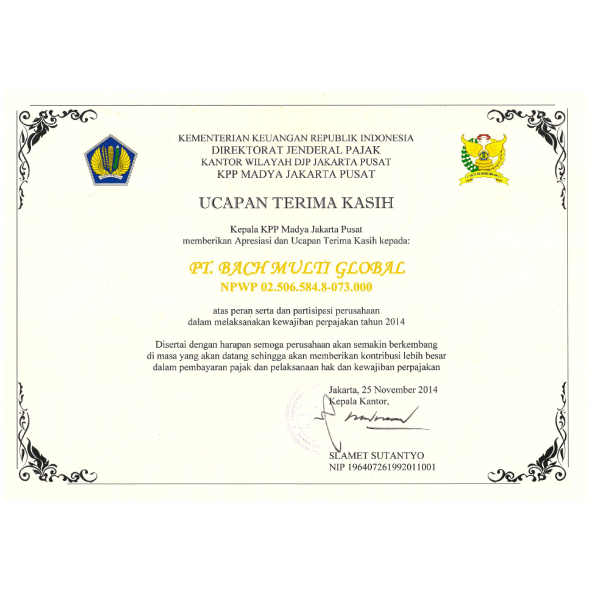 KEMENTERIAN KEUANGAN REPUBLIK INDONESIA
DIREKTORAT JENDERAL PAJAK
KANTOR WILAYAH DJP JAKARTA PUSAT
KPP MADYA JAKARTA PUSAT
UCAPAN TERIMA KASIH
Kepala KPP Madya Jakarta Pusat
memberikan Apresiasi dan Ucapan Terima Kasih kepada:
PT. BACH MULTI GLOBAL
NPWP 02.506.584.8-073.000
atas peran serta dan partisipasi perusahaan
dalam melaksanakan kewajiban perpajakan tahun 2014
Disertai dengan harapan semoga perusahaan akan semakin berkembang
di masa yang akan datang sehingga akan memberikan kontribusi lebih besar
dalam pembayaran pajak dan pelaksanaan hak dan kewajiban perpajakan
Jakarta, 25 November 2014
Kepala Kantor,
SLAMET SUTANTYO
NIP 196407261992011001